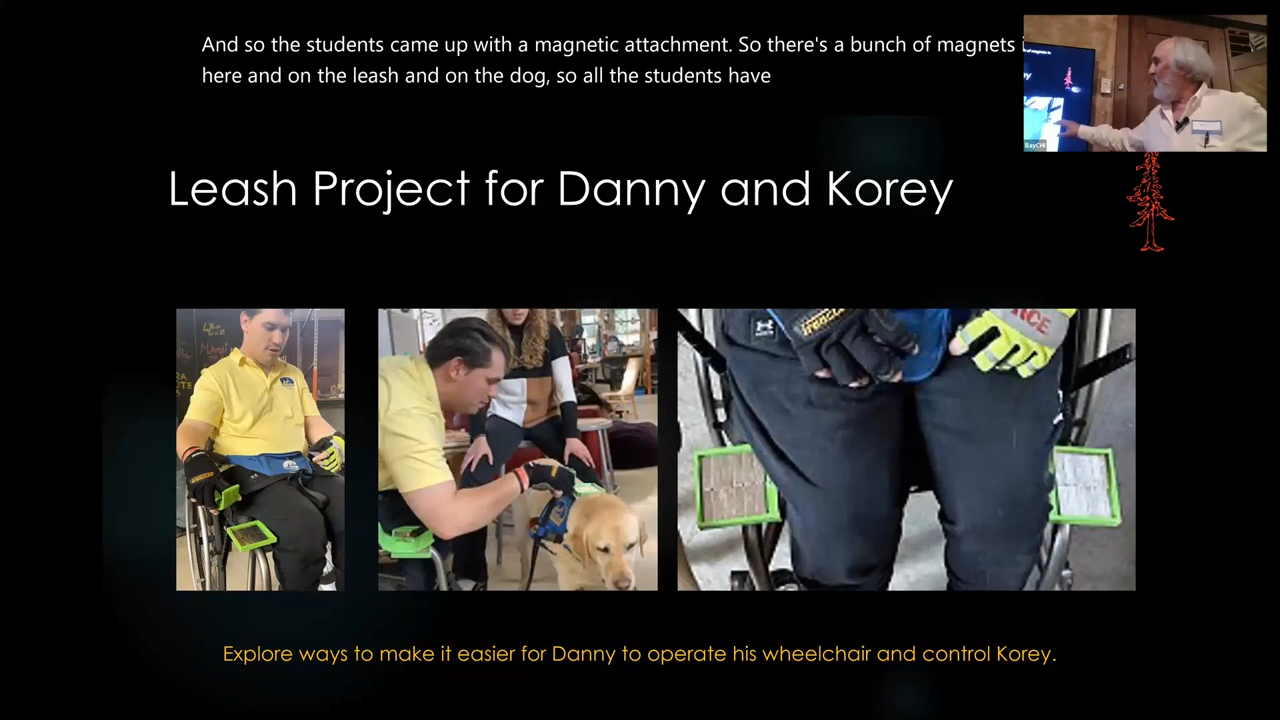 And so the students came up with a magnetic attachment. So there's a bunch of magnets
here and on the leash and on the dog, so all the students have
BayCHI
Leash Project for Danny and Korey
Explore ways to make it easier for Danny to operate his wheelchair and control Korey.